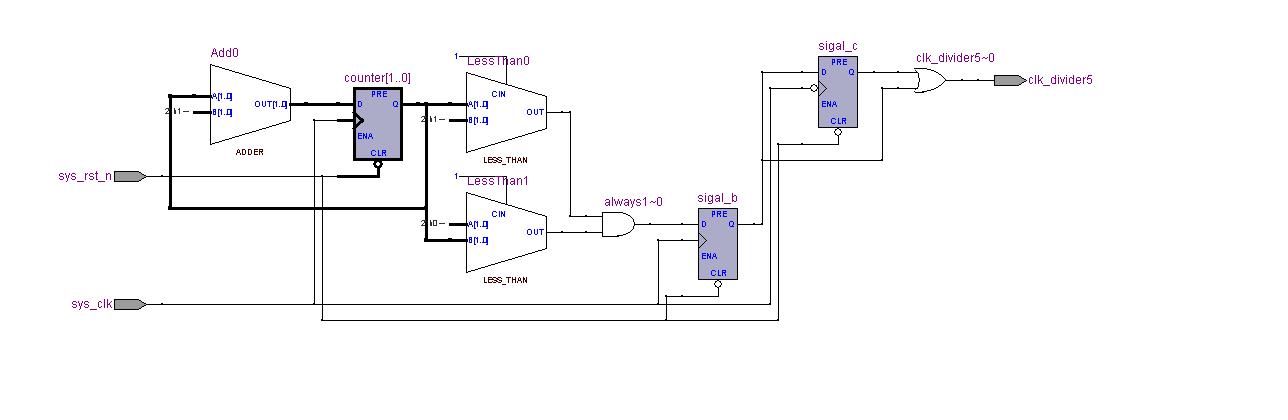 Add0
A[1..0]
B[1..0]
OUT[1..0]
2'h1--
ADDER
counter[1..0]
PRE
D
Q
ENA
CLR
1
LessThan0
CIN
A[1..0]
B[1..0]
OUT
2'h1--
LESS_THAN
1
LessThan1
CIN
2'h0--
A[1..0]
B[1..0]
OUT
LESS_THAN
always1~0
sigal_b
PRE
D
Q
ENA
CLR
sigal_c
PRE
D
Q
ENA
CLR
clk_divider5~0
clk_divider5
sys_rst_n
sys_clk